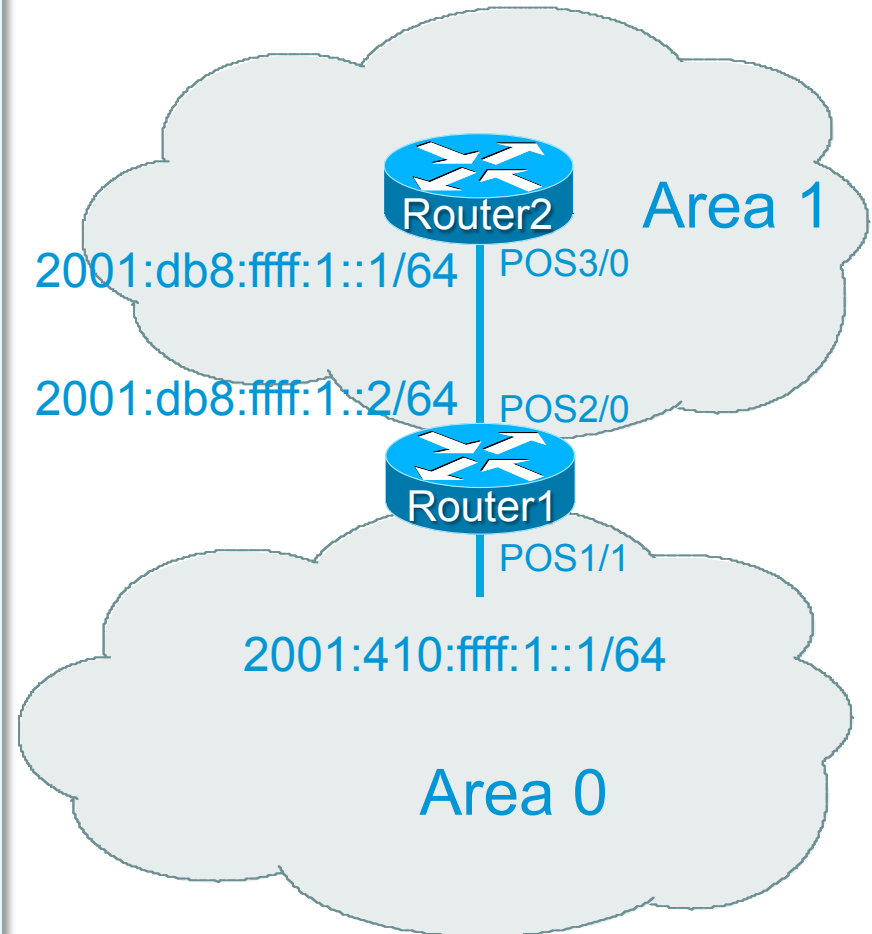 Router2
Area 1
2001:db8:ffff:1::1/64
POS3/0
2001:db8:ffff:1::2/64
POS2/0
Router1
POS1/1
2001:410:ffff:1::1/64
Area 0